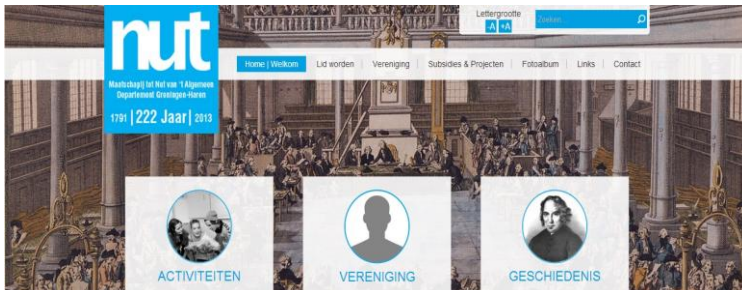 Lettergrootte
-A +A
Zoeken
nut
Maatschapij tot Nut van 't Algemeen
Departement Groningen-Haren
1791 | 222 Jaar | 2013
Home | Welkom
Lid worden
Vereniging
Subsidies & Projecten
Fotoalbum
Links
Contact
ACTIVITEITEN
VERENIGING
GESCHIEDENIS